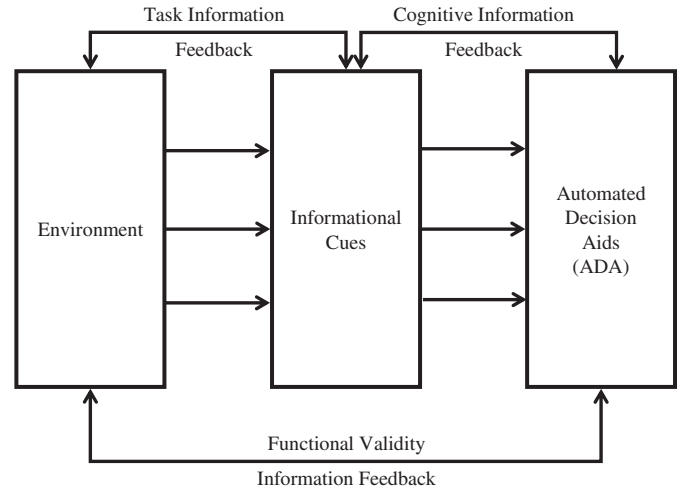 Task Information
Feedback
Cognitive Information
Feedback
Environment
Informational
Cues
Automated
Decision
Aids
(ADA)
Functional Validity
Information Feedback